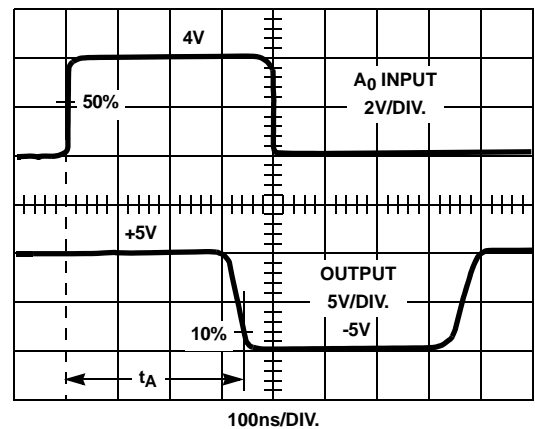 4V
A0 INPUT
2V/DIV.
50%
+5V
OUTPUT
5V/DIV.
-5V
10%
tA
100ns/DIV.